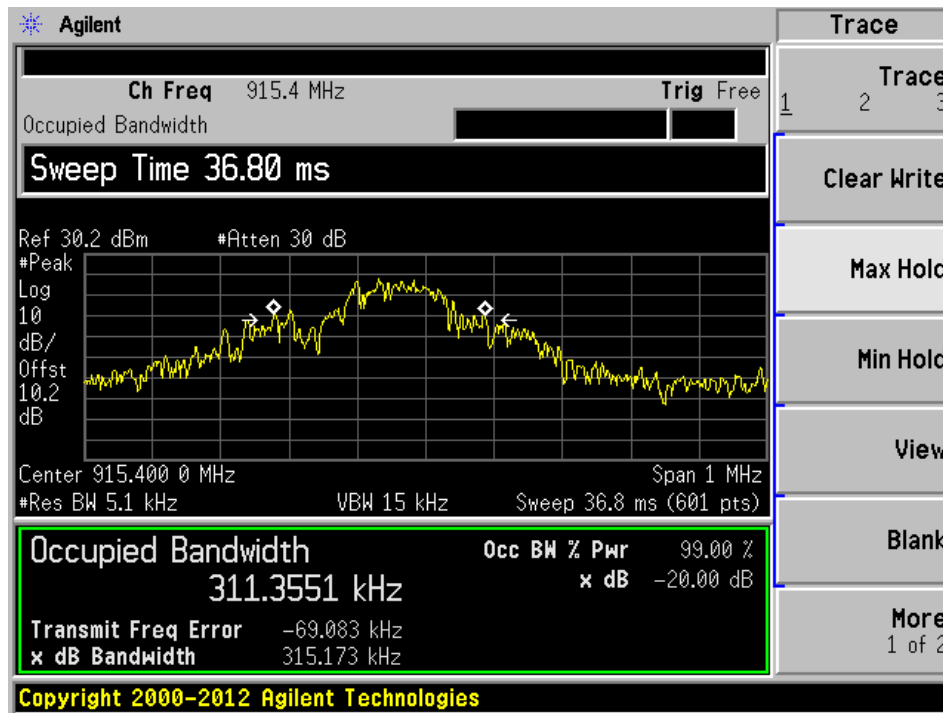 Agilent
Trace
Ch Freq 915.4 MHz Trig Free
Occupied Bandwidth
Sweep Time 36.80 ms
Ref 30.2 dBm #Atten 30 dB
#Peak
Log
10
dB/
Offst
10.2
dB
Center 915.400 0 MHz Span 1 MHz
#Res BW 5.1 kHz VBW 15 kHz Sweep 36.8 ms (601 pts)
Occupied Bandwidth
311.3551 kHz
Occ BW % Pwr 99.00 %
x dB -20.00 dB
Transmit Freq Error -69.083 kHz
x dB Bandwidth 315.173 kHz
Copyright 2000-2012 Agilent Technologies
Trace
1 2 3
Clear Write
Max Hold
Min Hold
View
Blank
More
1 of 2